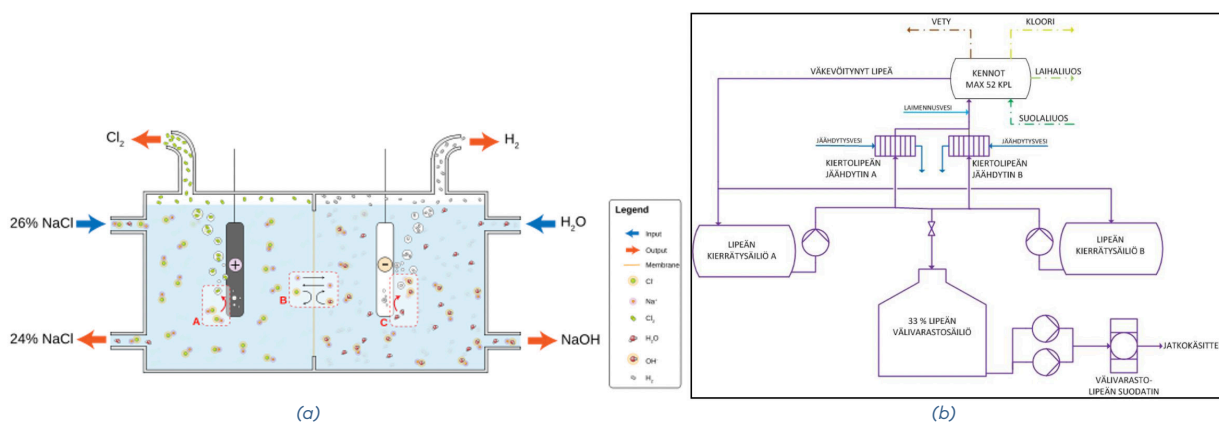 Cl₂
H₂
26% NaCl
H₂O
24% NaCl
NaOH
+
−
A
B
C
Legend
Input
Output
Membrane
Cl⁻
Na⁺
Cl₂
H₂O
OH⁻
H₂
(a)
VETY
KLOORI
VÄKEVÖITYNYT LIPEÄ
KENNOT
MAX 52 KPL
LAIHALIUOS
LAIMENNUSVESI
SUOLALIUOS
JÄÄHDYTYSVESI
JÄÄHDYTYSVESI
KIERTOLIPEÄN
JÄÄHDYTIN A
KIERTOLIPEÄN
JÄÄHDYTIN B
LIPEÄN
KIERRÄTYSÄILIÖ A
LIPEÄN
KIERRÄTYSÄILIÖ B
33 % LIPEÄN
VÄLIVARASTOSÄILIÖ
JATKOKÄSITTE
VÄLIVARASTO-
LIPEÄN SUODATIN
(b)